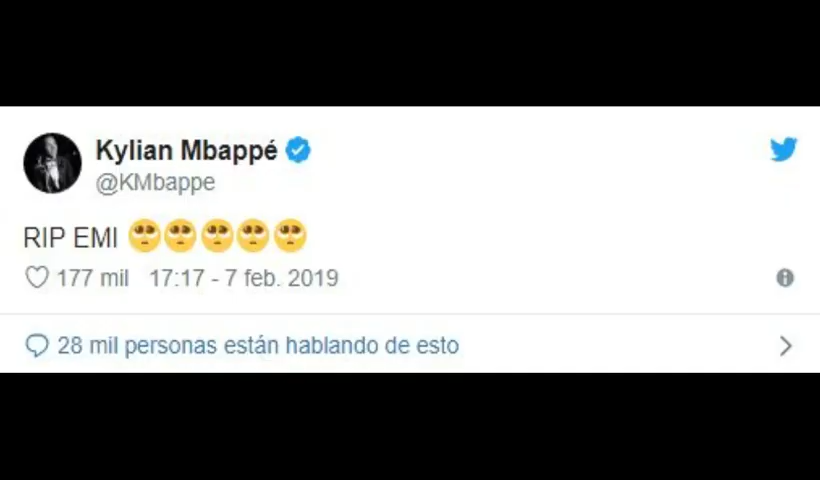 Kylian Mbappé
@KMbappe
RIP EMI 🙄🙄🙄🙄🙄
177 mil 17:17 - 7 feb. 2019
28 mil personas están hablando de esto